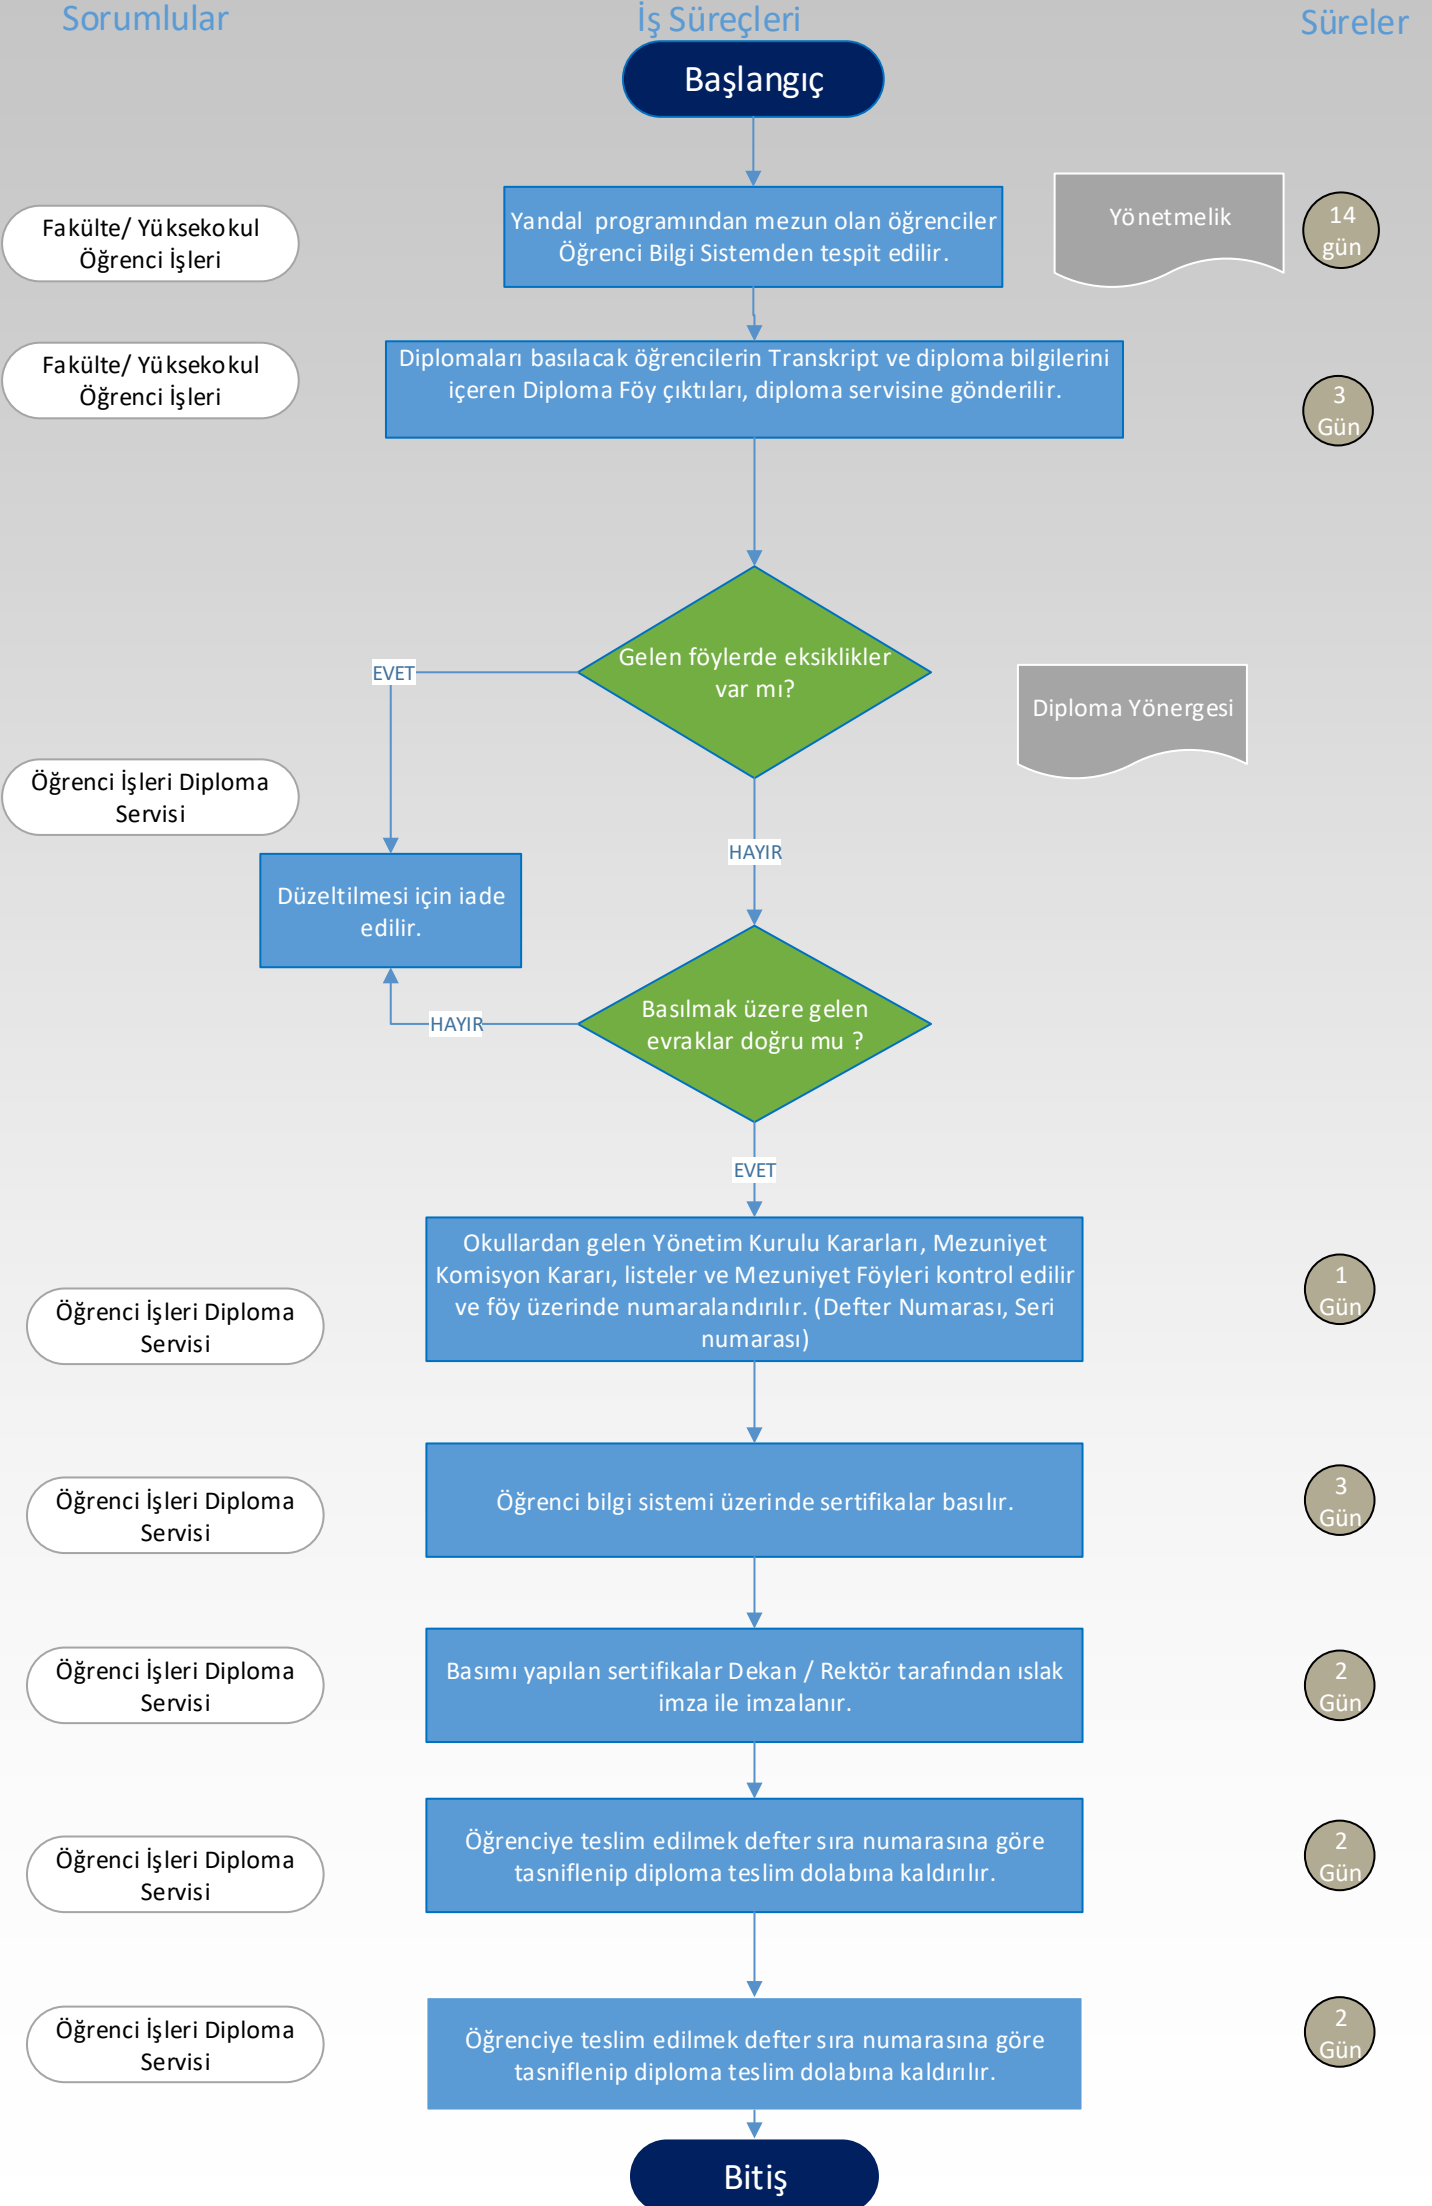 Sorumlular
İş Süreçleri
Süreler
Başlangıç
Fakülte/ Yüksekokul
Öğrenci İşleri
Yandal programından mezun olan öğrenciler
Öğrenci Bilgi Sistemden tespit edilir.
Yönetmelik
14
gün
Fakülte/ Yüksekokul
Öğrenci İşleri
Diplomaları basılacak öğrencilerin Transkript ve diploma bilgilerini
içeren Diploma Föy çıktıları, diploma servisine gönderilir.
3
Gün
Gelen föylerde eksiklikler
var mı?
EVET
Diploma Yönergesi
Öğrenci İşleri Diploma
Servisi
HAYIR
Düzeltilmesi için iade
edilir.
Basılmak üzere gelen
evraklar doğru mu ?
HAYIR
EVET
Öğrenci İşleri Diploma
Servisi
Okullardan gelen Yönetim Kurulu Kararları, Mezuniyet
Komisyon Kararı, listeler ve Mezuniyet Föyleri kontrol edilir
ve föy üzerinde numaralandırılır. (Defter Numarası, Seri
numarası)
1
Gün
Öğrenci İşleri Diploma
Servisi
Öğrenci bilgi sistemi üzerinde sertifikalar basılır.
3
Gün
Öğrenci İşleri Diploma
Servisi
Basımı yapılan sertifikalar Dekan / Rektör tarafından ıslak
imza ile imzalanır.
2
Gün
Öğrenci İşleri Diploma
Servisi
Öğrenciye teslim edilmek defter sıra numarasına göre
tasniflenip diploma teslim dolabına kaldırılır.
2
Gün
Öğrenci İşleri Diploma
Servisi
Öğrenciye teslim edilmek defter sıra numarasına göre
tasniflenip diploma teslim dolabına kaldırılır.
2
Gün
Bitiş